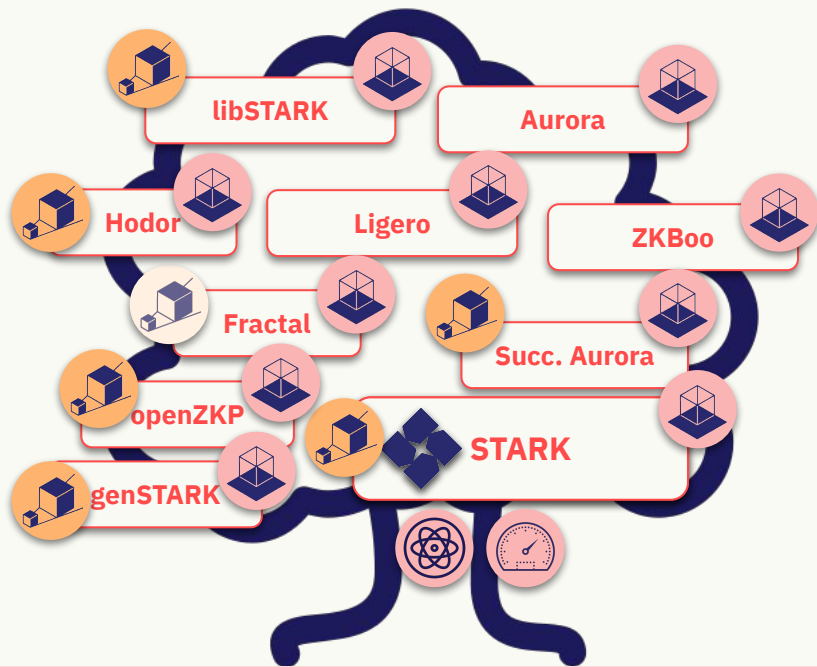 libSTARK
Aurora
Hodor
Ligero
ZKBoo
Fractal
Succ. Aurora
openZKP
STARK
genSTARK